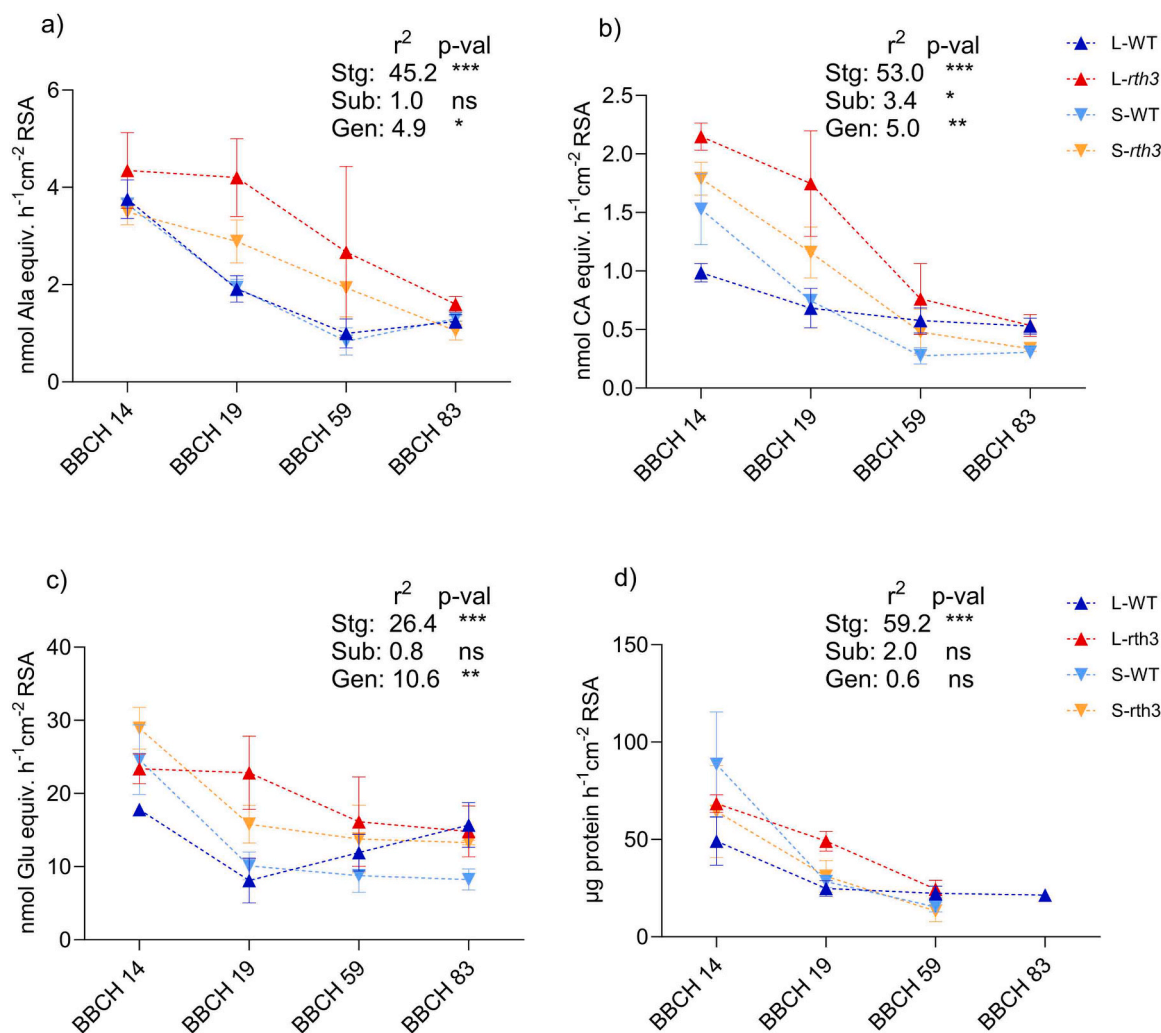 a)
r² p-val
Stg: 45.2 ***
Sub: 1.0 ns
Gen: 4.9 *
nmol Ala equiv. h⁻¹cm⁻² RSA
6
4
2
0
BBCH 14
BBCH 19
BBCH 59
BBCH 83
b)
r² p-val
Stg: 53.0 ***
Sub: 3.4 *
Gen: 5.0 **
nmol CA equiv. h⁻¹cm⁻² RSA
2.5
2.0
1.5
1.0
0.5
0.0
BBCH 14
BBCH 19
BBCH 59
BBCH 83
L-WT
L-rth3
S-WT
S-rth3
c)
r² p-val
Stg: 26.4 ***
Sub: 0.8 ns
Gen: 10.6 **
nmol Glu equiv. h⁻¹cm⁻² RSA
40
30
20
10
0
BBCH 14
BBCH 19
BBCH 59
BBCH 83
d)
r² p-val
Stg: 59.2 ***
Sub: 2.0 ns
Gen: 0.6 ns
µg protein h⁻¹cm⁻² RSA
150
100
50
0
BBCH 14
BBCH 19
BBCH 59
BBCH 83
L-WT
L-rth3
S-WT
S-rth3